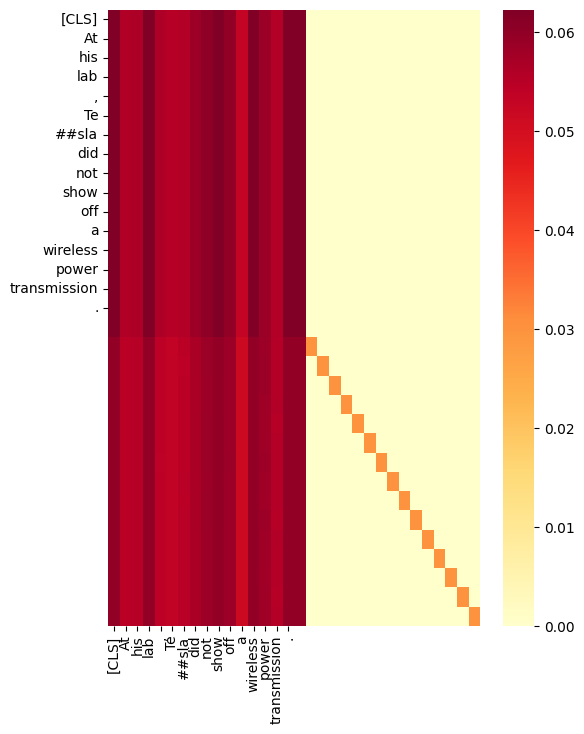 [CLS]
At
his
lab
,
Te
##sla
did
not
show
off
a
wireless
power
transmission
.
0.06
0.05
0.04
0.03
0.02
0.01
0.00
[CLS]
At
his
lab
,
Te
##sla
did
not
show
off
a
wireless
power
transmission
.